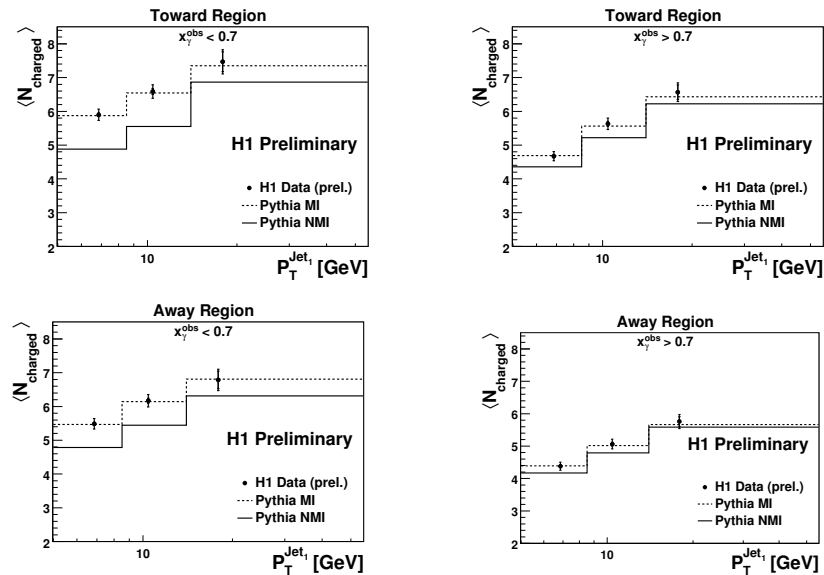 Toward Region
x_γ^obs < 0.7
⟨N_charged⟩
8
7
6
5
4
3
2
H1 Preliminary
H1 Data (prel.)
Pythia MI
Pythia NMI
10
P_T^Jet_1 [GeV]
Toward Region
x_γ^obs > 0.7
⟨N_charged⟩
8
7
6
5
4
3
2
H1 Preliminary
H1 Data (prel.)
Pythia MI
Pythia NMI
10
P_T^Jet_1 [GeV]
Away Region
x_γ^obs < 0.7
⟨N_charged⟩
8
7
6
5
4
3
2
H1 Preliminary
H1 Data (prel.)
Pythia MI
Pythia NMI
10
P_T^Jet_1 [GeV]
Away Region
x_γ^obs > 0.7
⟨N_charged⟩
8
7
6
5
4
3
2
H1 Preliminary
H1 Data (prel.)
Pythia MI
Pythia NMI
10
P_T^Jet_1 [GeV]